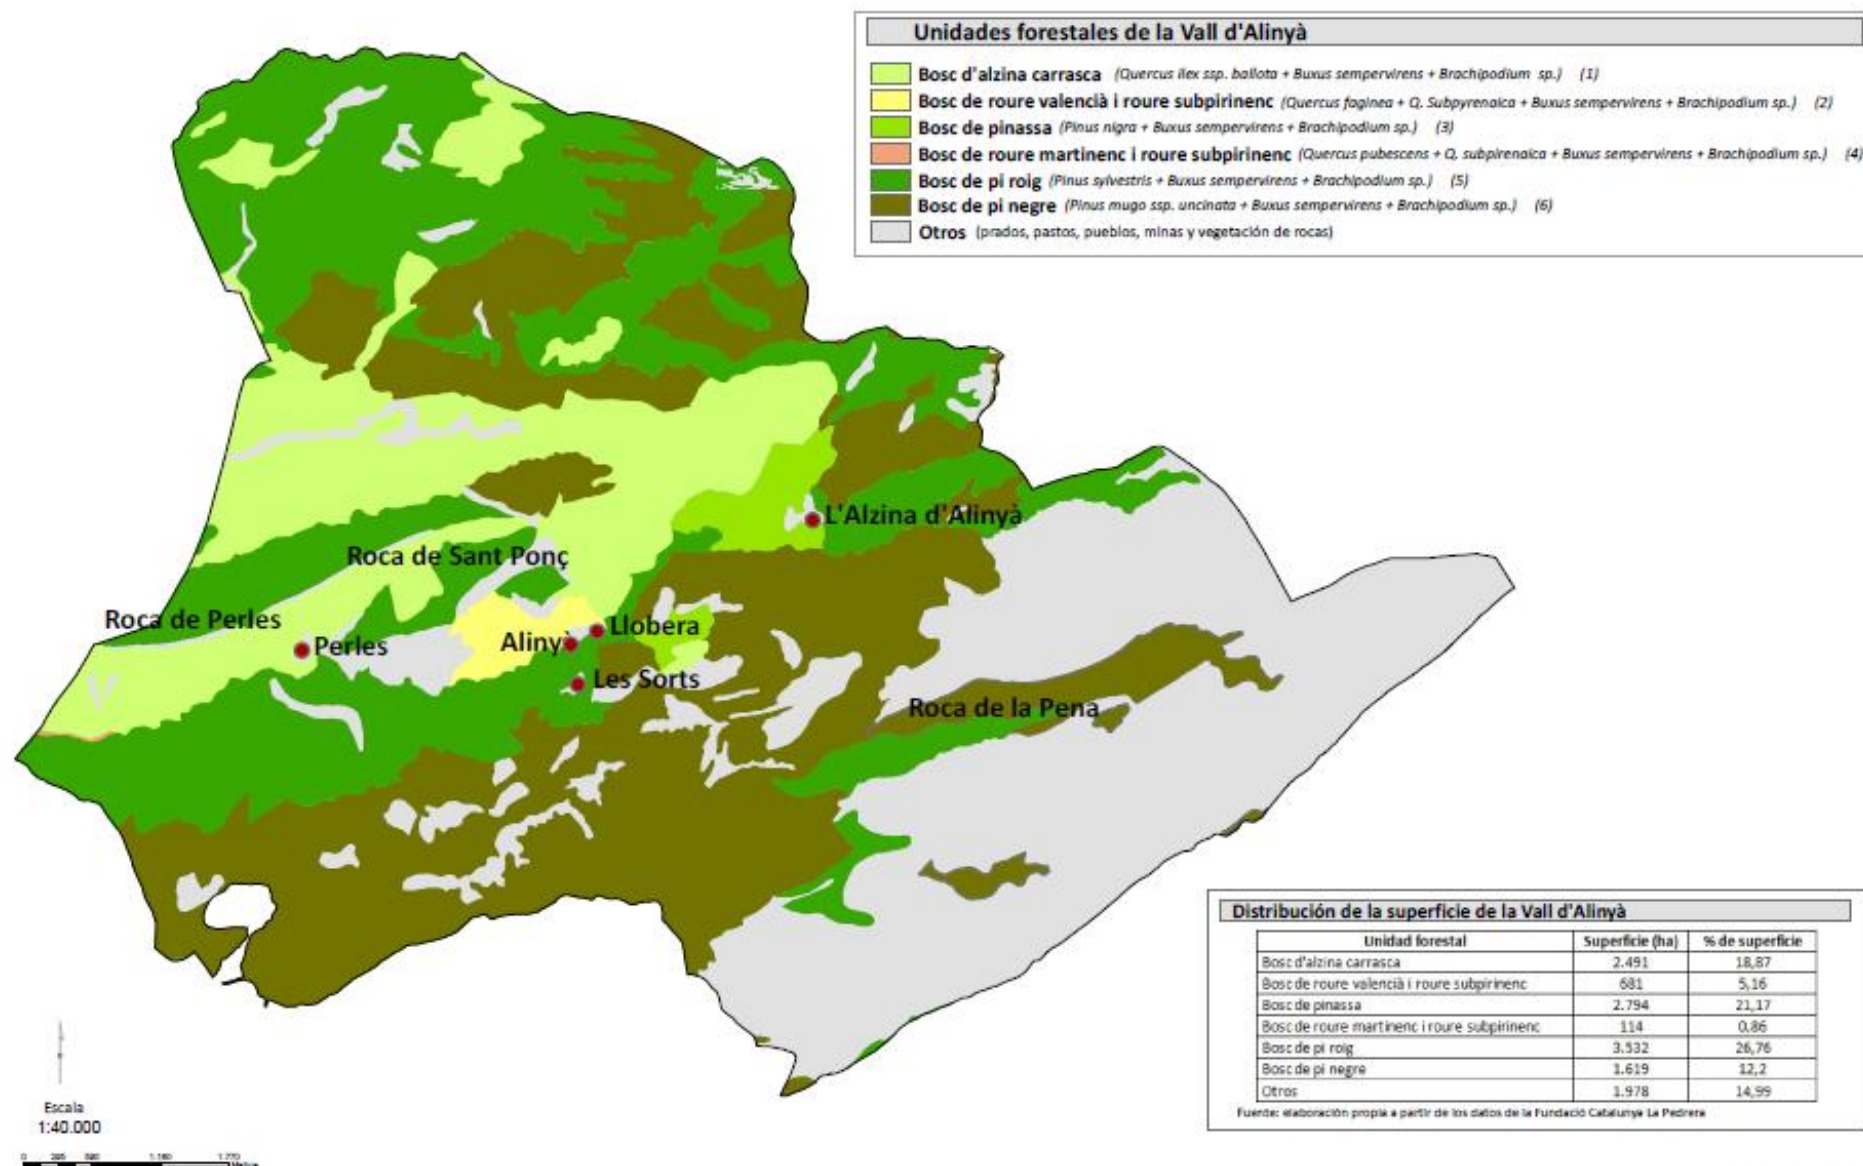 Unidades forestales de la Vall d'Alinyà
Bosc d'alzina carrasca (Quercus ilex ssp. ballota + Buxus sempervirens + Brachipodium sp.) (1)
Bosc de roure valencià i roure subpirinenc (Quercus faginea + Q. Subpyrenaica + Buxus sempervirens + Brachipodium sp.) (2)
Bosc de pinassa (Pinus nigra + Buxus sempervirens + Brachipodium sp.) (3)
Bosc de roure martinenc i roure subpirinenc (Quercus pubescens + Q. subpirenaica + Buxus sempervirens + Brachipodium sp.) (4)
Bosc de pi roig (Pinus sylvestris + Buxus sempervirens + Brachipodium sp.) (5)
Bosc de pi negre (Pinus mugo ssp. uncinata + Buxus sempervirens + Brachipodium sp.) (6)
Otros (prados, pastos, pueblos, minas y vegetación de rocas)
L'Alzina d'Alinyà
Roca de Sant Ponç
Roca de Perles
Perles
Alinyà
Llobera
Les Sorts
Roca de la Pena
Distribución de la superficie de la Vall d'Alinyà
Unidad forestal Superficie (ha) % de superficie
Bosc d'alzina carrasca 2.491 18,87
Bosc de roure valencià i roure subpirinenc 681 5,16
Bosc de pinassa 2.794 21,17
Bosc de roure martinenc i roure subpirinenc 114 0,86
Bosc de pi roig 3.532 26,76
Bosc de pi negre 1.619 12,2
Otros 1.978 14,99
Fuente: elaboración propia a partir de los datos de la Fundació Catalunya La Pedrera
Escala
1:40.000